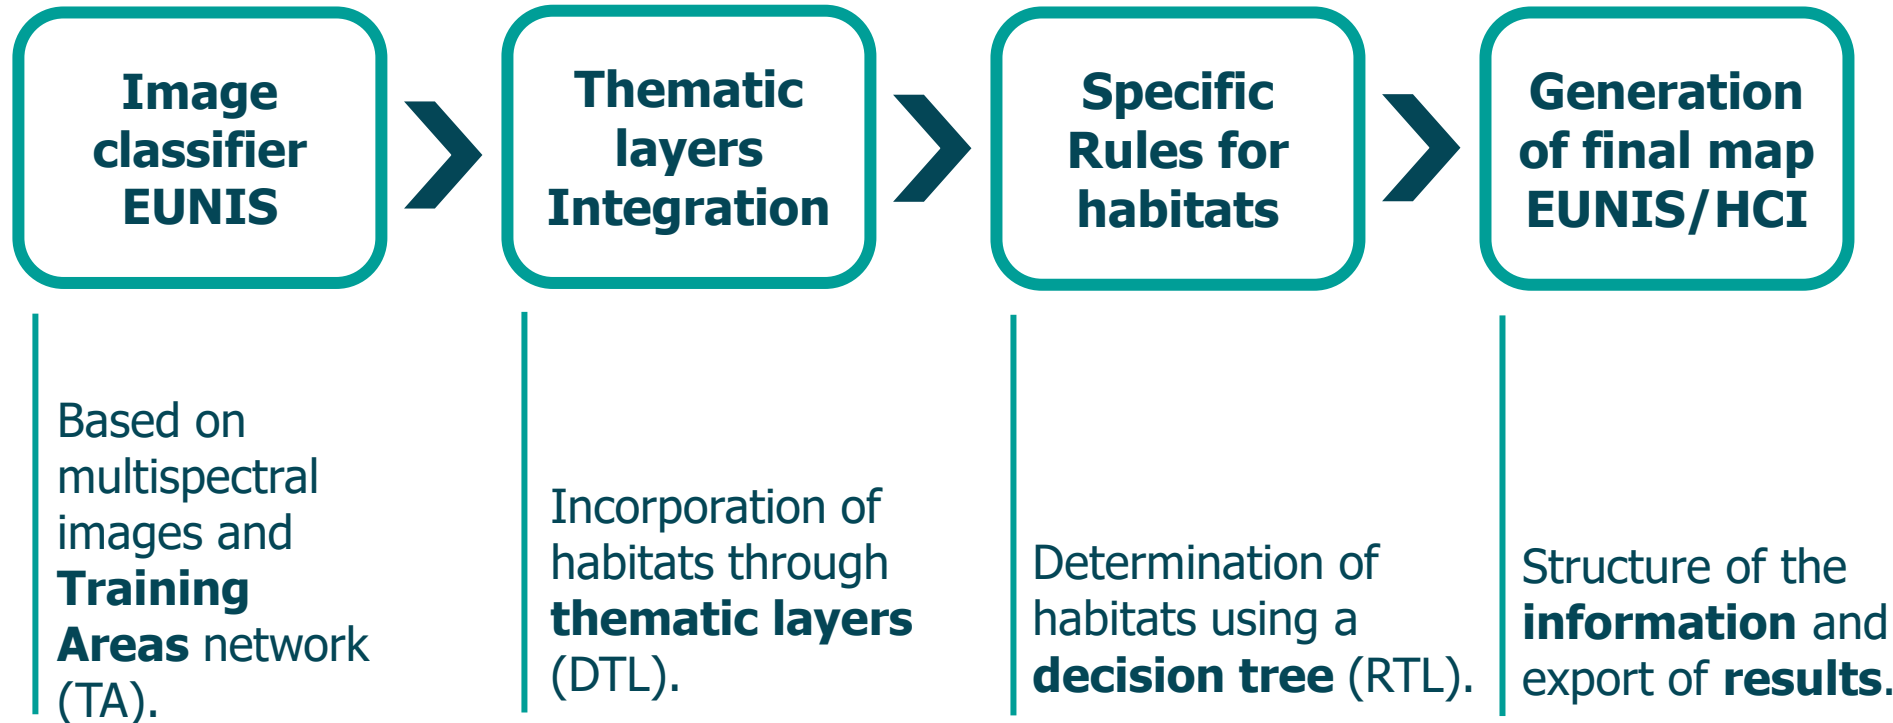 Image
classifier
EUNIS
Thematic
layers
Integration
Specific
Rules for
habitats
Generation
of final map
EUNIS/HCI
Based on
multispectral
images and
Training
Areas network
(TA).
Incorporation of
habitats through
thematic layers
(DTL).
Determination of
habitats using a
decision tree (RTL).
Structure of the
information and
export of results.